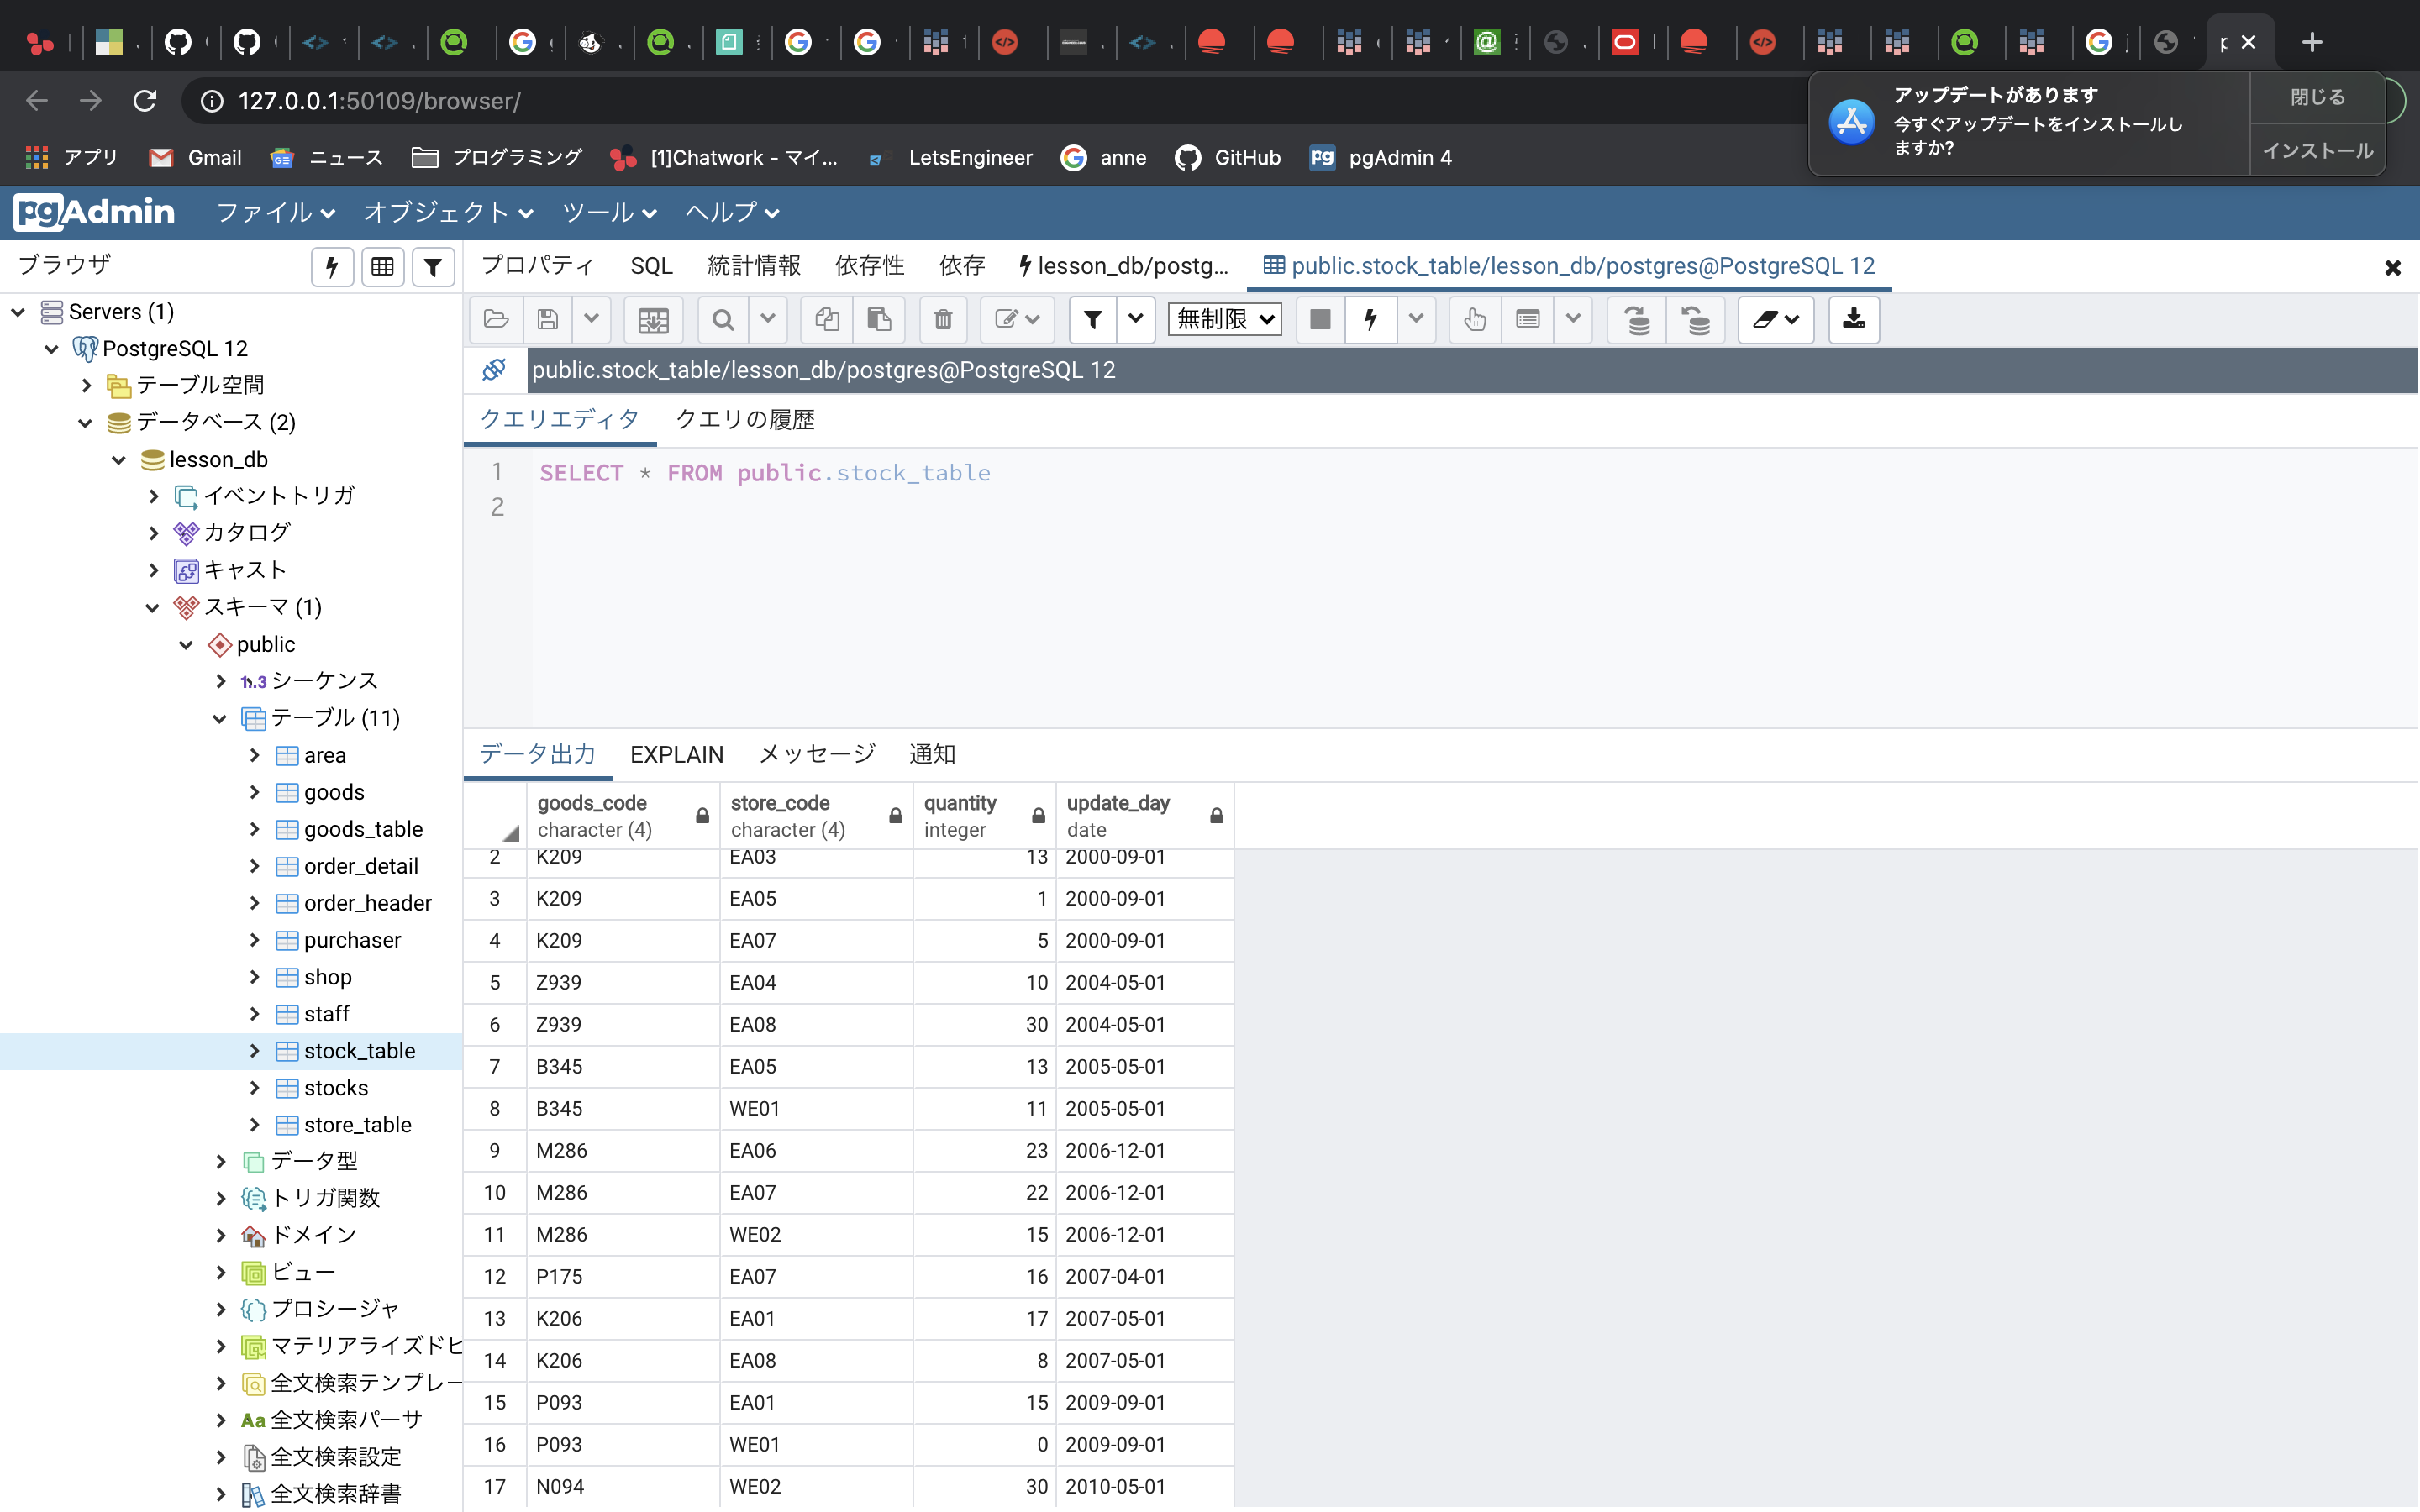 127.0.0.1:50109/browser/
アップデートがあります
今すぐアップデートをインストールし
ますか?
閉じる
インストール
アプリ
Gmail
ニュース
プログラミング
[1]Chatwork - マイ...
LetsEngineer
anne
GitHub
pgAdmin 4
pgAdmin
ファイル
オブジェクト
ツール
ヘルプ
ブラウザ
プロパティ
SQL
統計情報
依存性
依存
lesson_db/postg...
public.stock_table/lesson_db/postgres@PostgreSQL 12
無制限
public.stock_table/lesson_db/postgres@PostgreSQL 12
クエリエディタ
クエリの履歴
1 SELECT * FROM public.stock_table
2
Servers (1)
PostgreSQL 12
テーブル空間
データベース (2)
lesson_db
イベントトリガ
カタログ
キャスト
スキーマ (1)
public
1..3 シーケンス
テーブル (11)
area
goods
goods_table
order_detail
order_header
purchaser
shop
staff
stock_table
stocks
store_table
データ型
トリガ関数
ドメイン
ビュー
プロシージャ
マテリアライズドビ
全文検索テンプレー
Aa 全文検索パーサ
全文検索設定
全文検索辞書
データ出力
EXPLAIN
メッセージ
通知
goods_code character (4)
store_code character (4)
quantity integer
update_day date
2 K209 EA03 13 2000-09-01
3 K209 EA05 1 2000-09-01
4 K209 EA07 5 2000-09-01
5 Z939 EA04 10 2004-05-01
6 Z939 EA08 30 2004-05-01
7 B345 EA05 13 2005-05-01
8 B345 WE01 11 2005-05-01
9 M286 EA06 23 2006-12-01
10 M286 EA07 22 2006-12-01
11 M286 WE02 15 2006-12-01
12 P175 EA07 16 2007-04-01
13 K206 EA01 17 2007-05-01
14 K206 EA08 8 2007-05-01
15 P093 EA01 15 2009-09-01
16 P093 WE01 0 2009-09-01
17 N094 WE02 30 2010-05-01